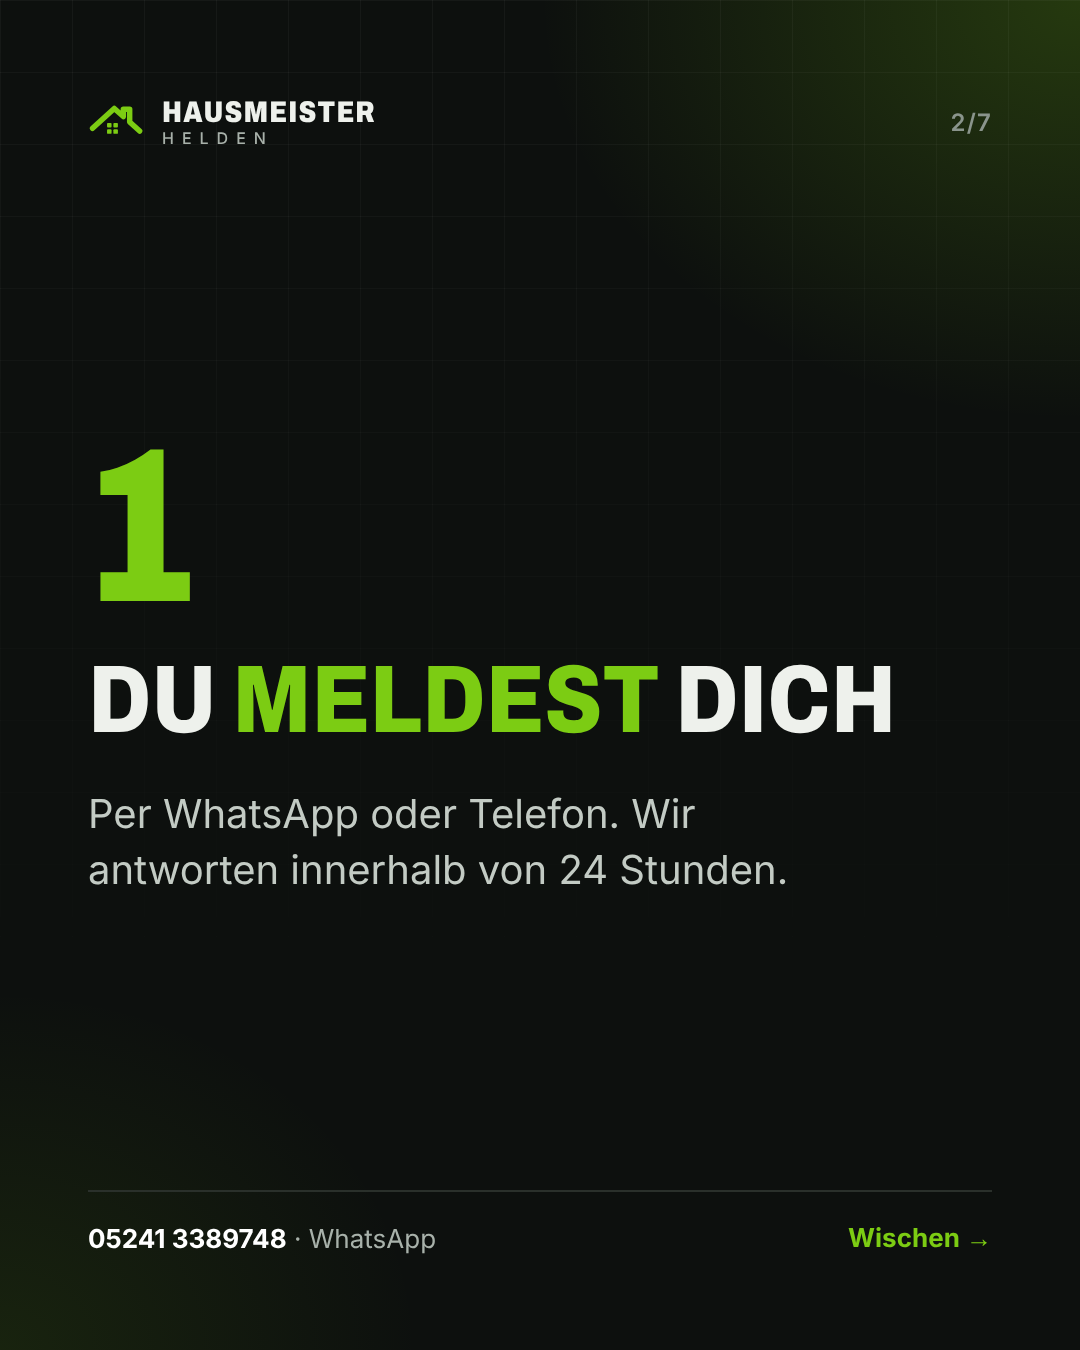 HAUSMEISTER
HELDEN
2/7
1
DU MELDEST DICH
Per WhatsApp oder Telefon. Wir
antworten innerhalb von 24 Stunden.
05241 3389748 · WhatsApp
Wischen →